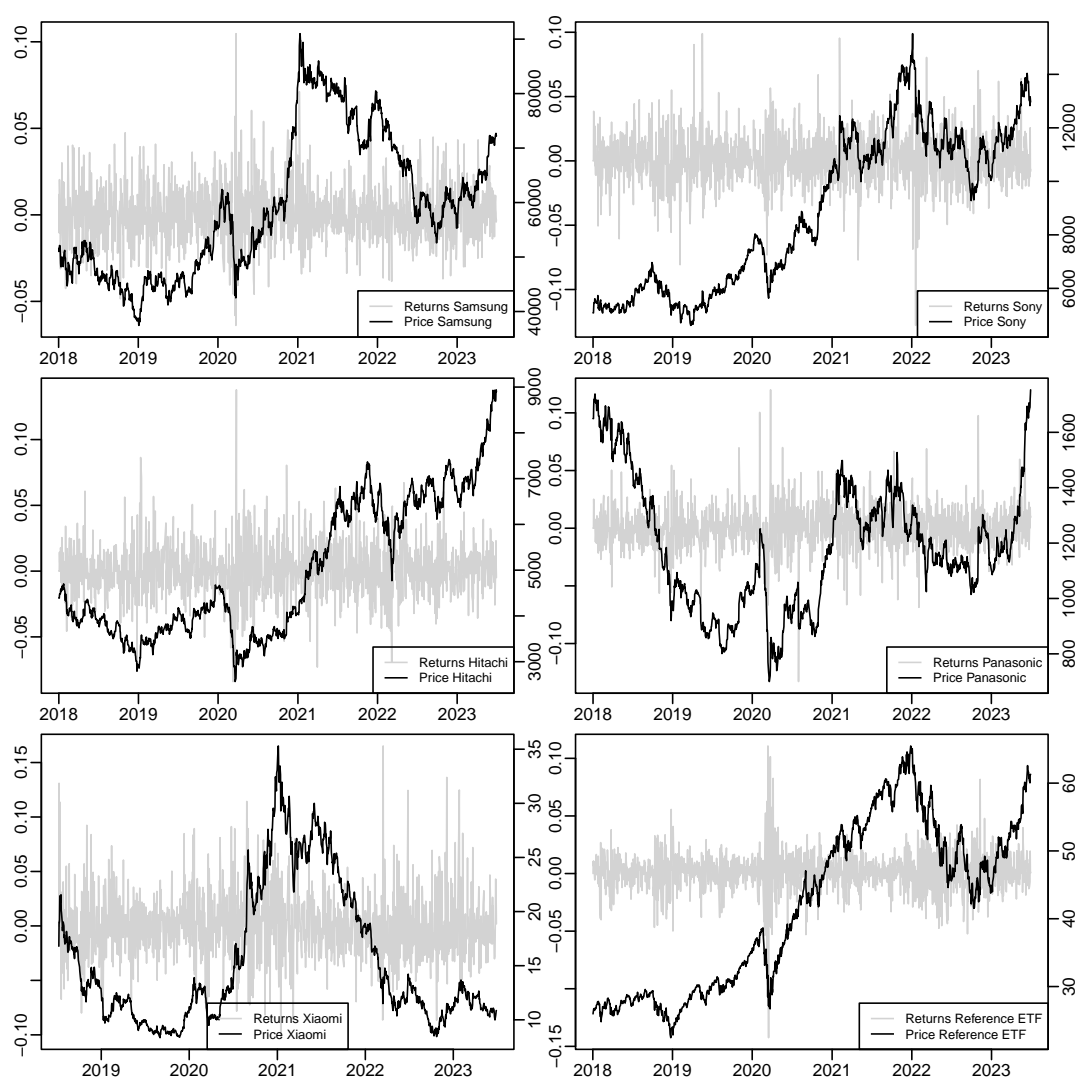 0.10
0.05
0.00
−0.05
80000
60000
40000
Returns Samsung
Price Samsung
2018 2019 2020 2021 2022 2023
0.10
0.05
0.00
−0.05
−0.10
12000
8000
6000
Returns Sony
Price Sony
2018 2019 2020 2021 2022 2023
0.10
0.05
0.00
−0.05
9000
7000
5000
3000
Returns Hitachi
Price Hitachi
2018 2019 2020 2021 2022 2023
0.10
0.05
0.00
−0.10
1600
1400
1200
1000
800
Returns Panasonic
Price Panasonic
2018 2019 2020 2021 2022 2023
0.15
0.10
0.05
0.00
−0.10
35
30
25
20
15
10
Returns Xiaomi
Price Xiaomi
2019 2020 2021 2022 2023
0.10
0.05
0.00
−0.05
−0.15
60
50
40
30
Returns Reference ETF
Price Reference ETF
2018 2019 2020 2021 2022 2023